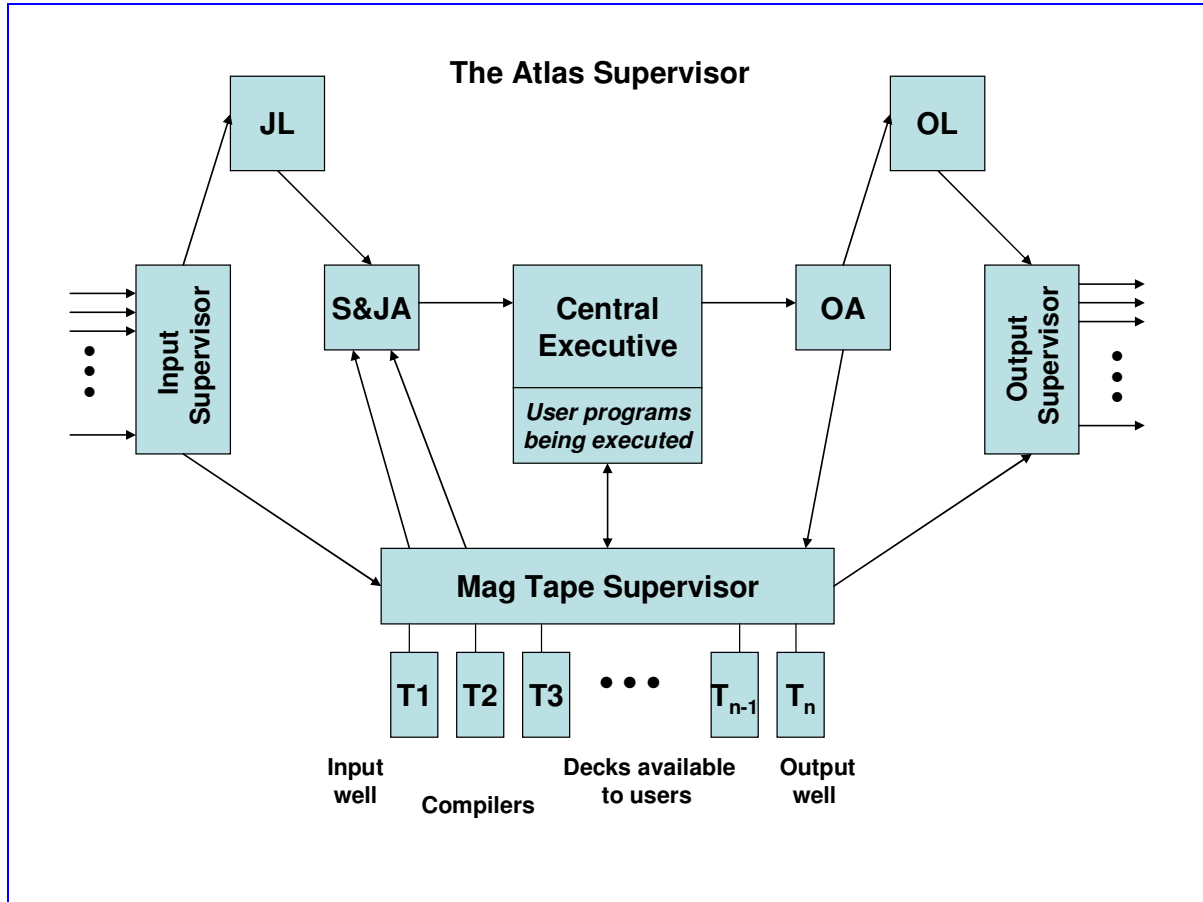 The Atlas Supervisor
JL
OL
Input
Supervisor
S&JA
Central
Executive
User programs
being executed
OA
Output
Supervisor
Mag Tape Supervisor
T1
T2
T3
Tn-1
Tn
Input
well
Compilers
Decks available
to users
Output
well